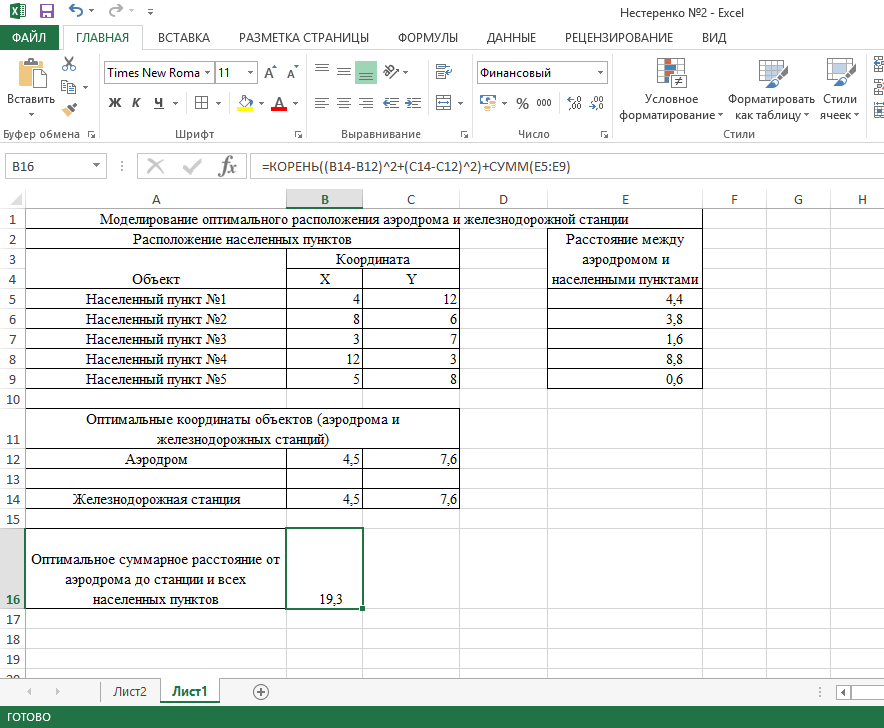 Нестеренко №2 - Excel
ФАЙЛ ГЛАВНАЯ ВСТАВКА РАЗМЕТКА СТРАНИЦЫ ФОРМУЛЫ ДАННЫЕ РЕЦЕНЗИРОВАНИЕ ВИД
Вставить
Буфер обмена
Times New Roma 11
Ж К Ч
Шрифт
Выравнивание
Финансовый
% 000
Число
Условное форматирование
Форматировать как таблицу
Стили ячеек
Стили
B16 fx =КОРЕНЬ((B14-B12)^2+(C14-C12)^2)+СУММ(E5:E9)
A B C D E F G H
1 Моделирование оптимального расположения аэродрома и железнодорожной станции
2 Расположение населенных пунктов Расстояние между
3 Координата аэродромом и
4 Объект X Y населенными пунктами
5 Населенный пункт №1 4 12 4,4
6 Населенный пункт №2 8 6 3,8
7 Населенный пункт №3 3 7 1,6
8 Населенный пункт №4 12 3 8,8
9 Населенный пункт №5 5 8 0,6
10
Оптимальные координаты объектов (аэродрома и
11 железнодорожных станций)
12 Аэродром 4,5 7,6
13
14 Железнодорожная станция 4,5 7,6
15
Оптимальное суммарное расстояние от
аэродрома до станции и всех
16 населенных пунктов 19,3
17
18
19
Лист2 Лист1
ГОТОВО